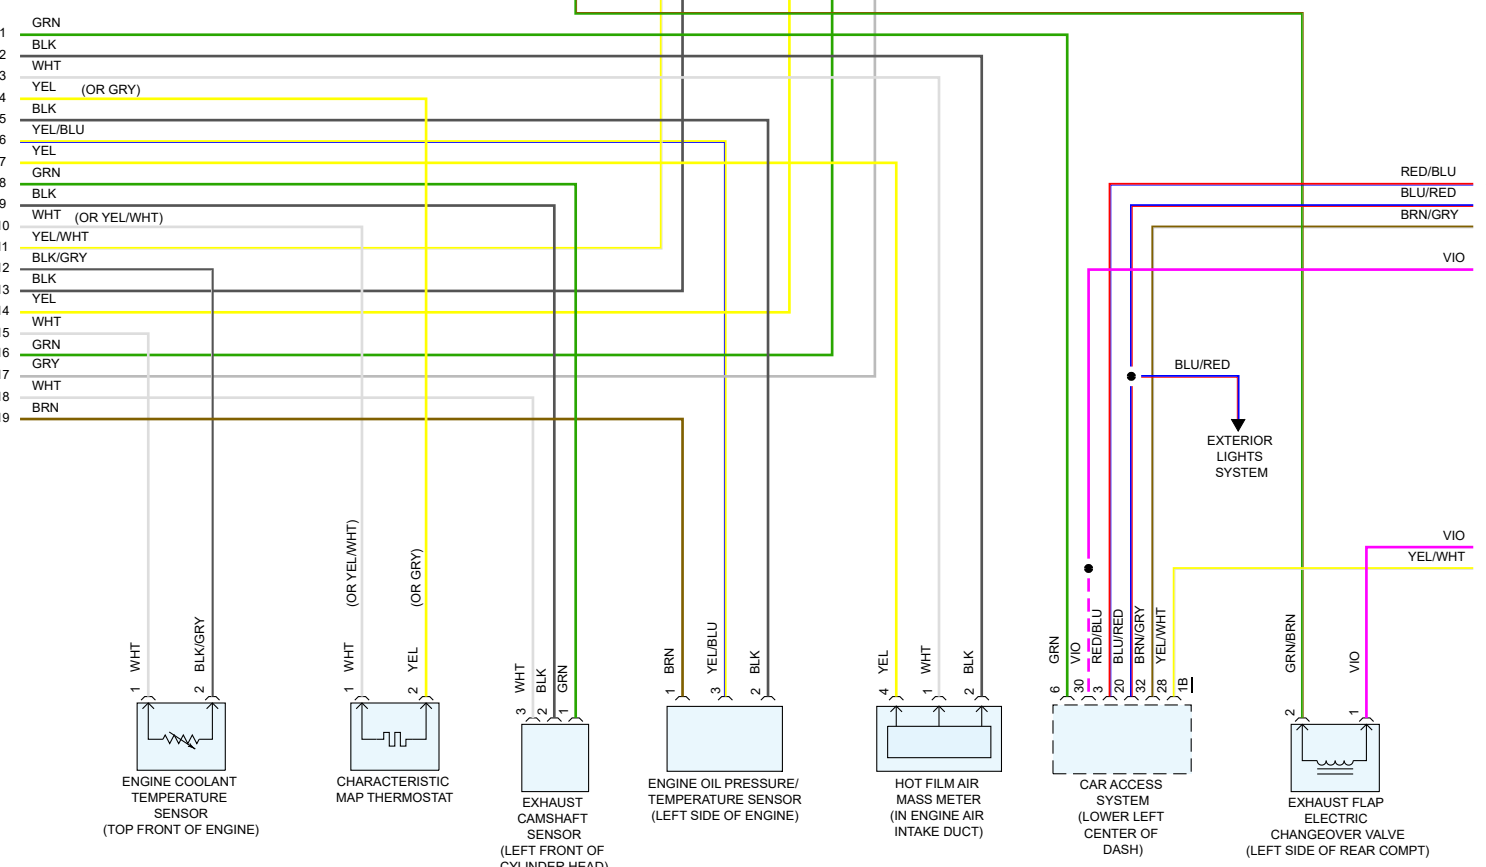 GRN
1
BLK
2
WHT
3
YEL (OR GRY)
4
BLK
5
YEL/BLU
6
YEL
7
GRN
8
BLK
9
WHT (OR YEL/WHT)
10
YEL/WHT
11
BLK/GRY
12
BLK
13
YEL
14
WHT
15
GRN
16
GRY
17
WHT
18
BRN
19
RED/BLU
BLU/RED
BRN/GRY
VIO
BLU/RED
EXTERIOR
LIGHTS
SYSTEM
VIO
YEL/WHT
WHT
1
BLK/GRY
2
ENGINE COOLANT
TEMPERATURE
SENSOR
(TOP FRONT OF ENGINE)
(OR YEL/WHT)
WHT
1
(OR GRY)
YEL
2
CHARACTERISTIC
MAP THERMOSTAT
WHT
3
BLK
2
GRN
1
EXHAUST
CAMSHAFT
SENSOR
(LEFT FRONT OF
CYLINDER HEAD)
BRN
1
YEL/BLU
3
BLK
2
ENGINE OIL PRESSURE/
TEMPERATURE SENSOR
(LEFT SIDE OF ENGINE)
YEL
4
WHT
1
BLK
2
HOT FILM AIR
MASS METER
(IN ENGINE AIR
INTAKE DUCT)
GRN
6
VIO
30
RED/BLU
3
BLU/RED
20
BRN/GRY
32
YEL/WHT
28
1B
CAR ACCESS
SYSTEM
(LOWER LEFT
CENTER OF
DASH)
GRN/BRN
2
VIO
1
EXHAUST FLAP
ELECTRIC
CHANGEOVER VALVE
(LEFT SIDE OF REAR COMPT)